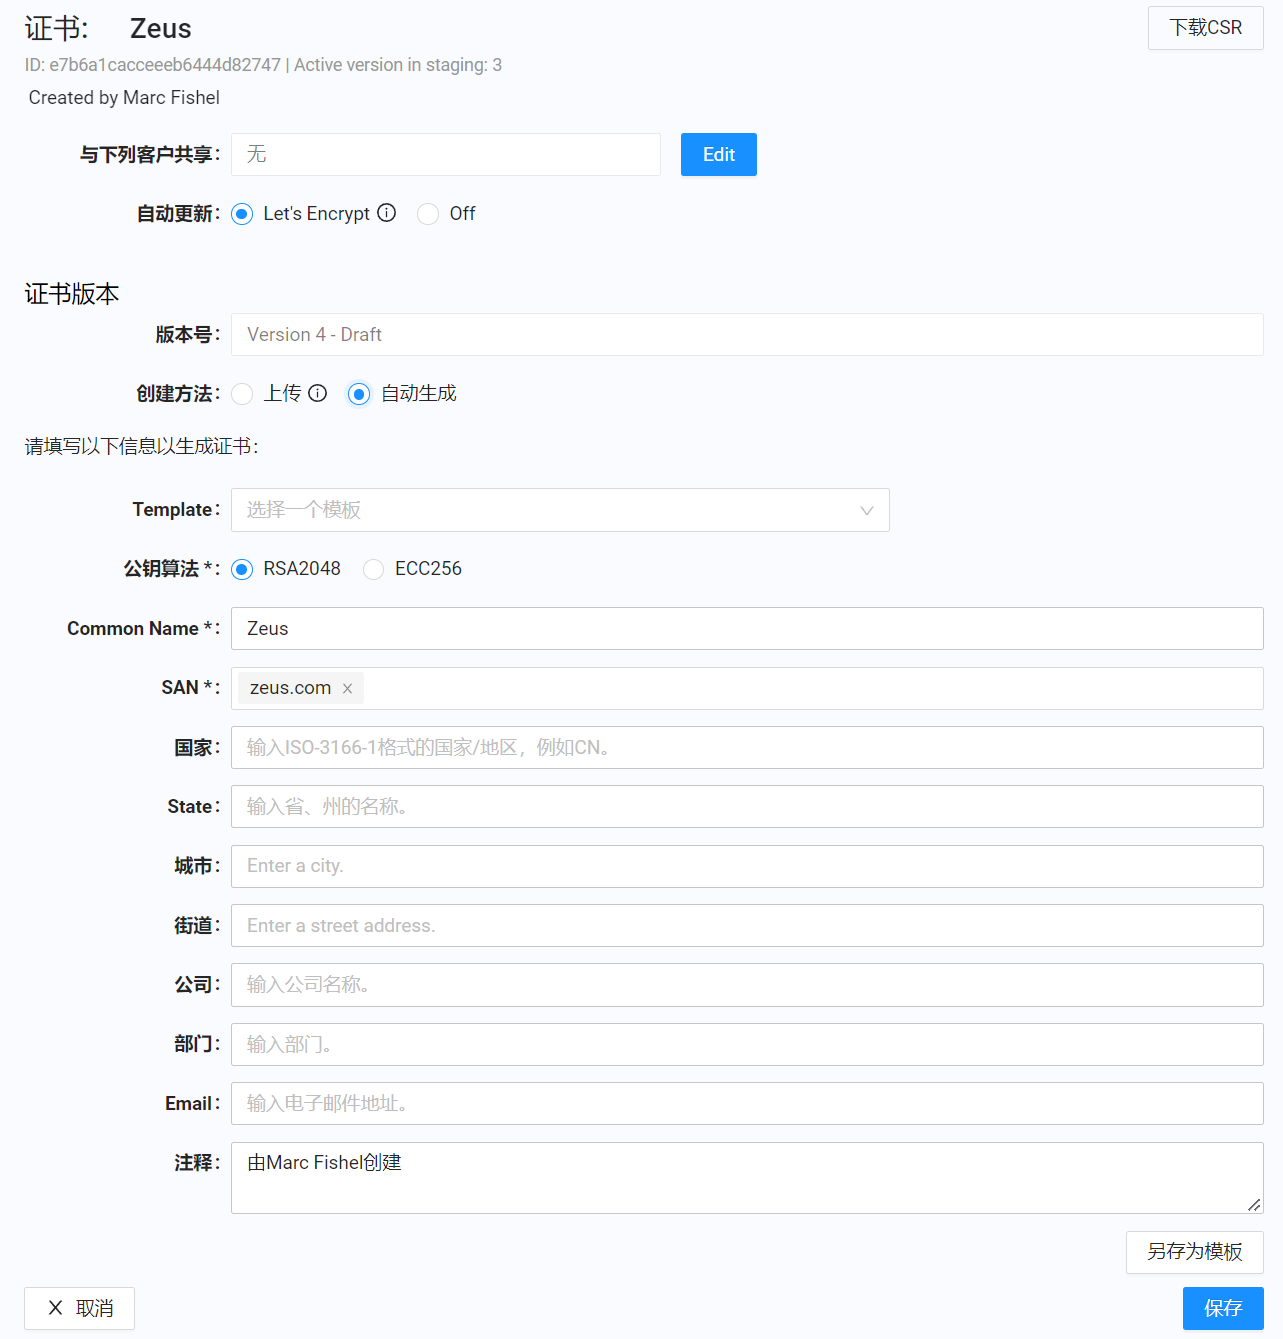 证书: Zeus
下载CSR
ID: e7b6a1cacceeeb6444d82747 | Active version in staging: 3
Created by Marc Fishel
与下列客户共享: 无 Edit
自动更新: Let's Encrypt Off
证书版本
版本号: Version 4 - Draft
创建方法: 上传 自动生成
请填写以下信息以生成证书:
Template: 选择一个模板
公钥算法 *: RSA2048 ECC256
Common Name *: Zeus
SAN *: zeus.com ×
国家: 输入ISO-3166-1格式的国家/地区，例如CN。
State: 输入省、州的名称。
城市: Enter a city.
街道: Enter a street address.
公司: 输入公司名称。
部门: 输入部门。
Email: 输入电子邮件地址。
注释: 由Marc Fishel创建
另存为模板
X 取消 保存